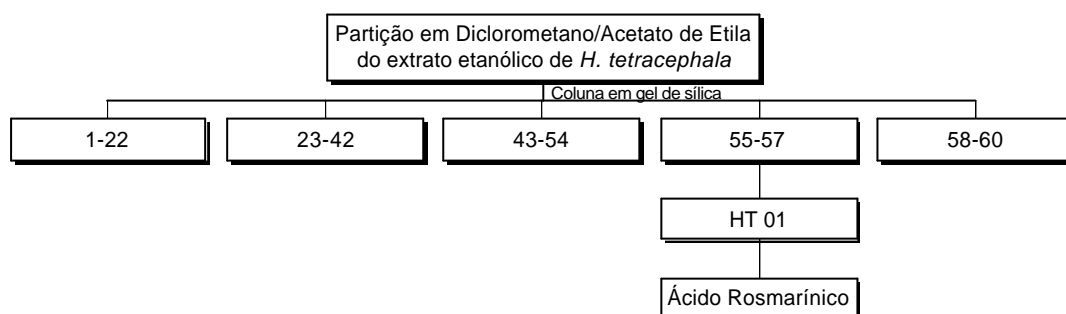 Partição em Diclorometano/Acetato de Etila
do extrato etanólico de H. tetracephala
Coluna em gel de sílica
1-22
23-42
43-54
55-57
58-60
HT 01
Ácido Rosmarínico